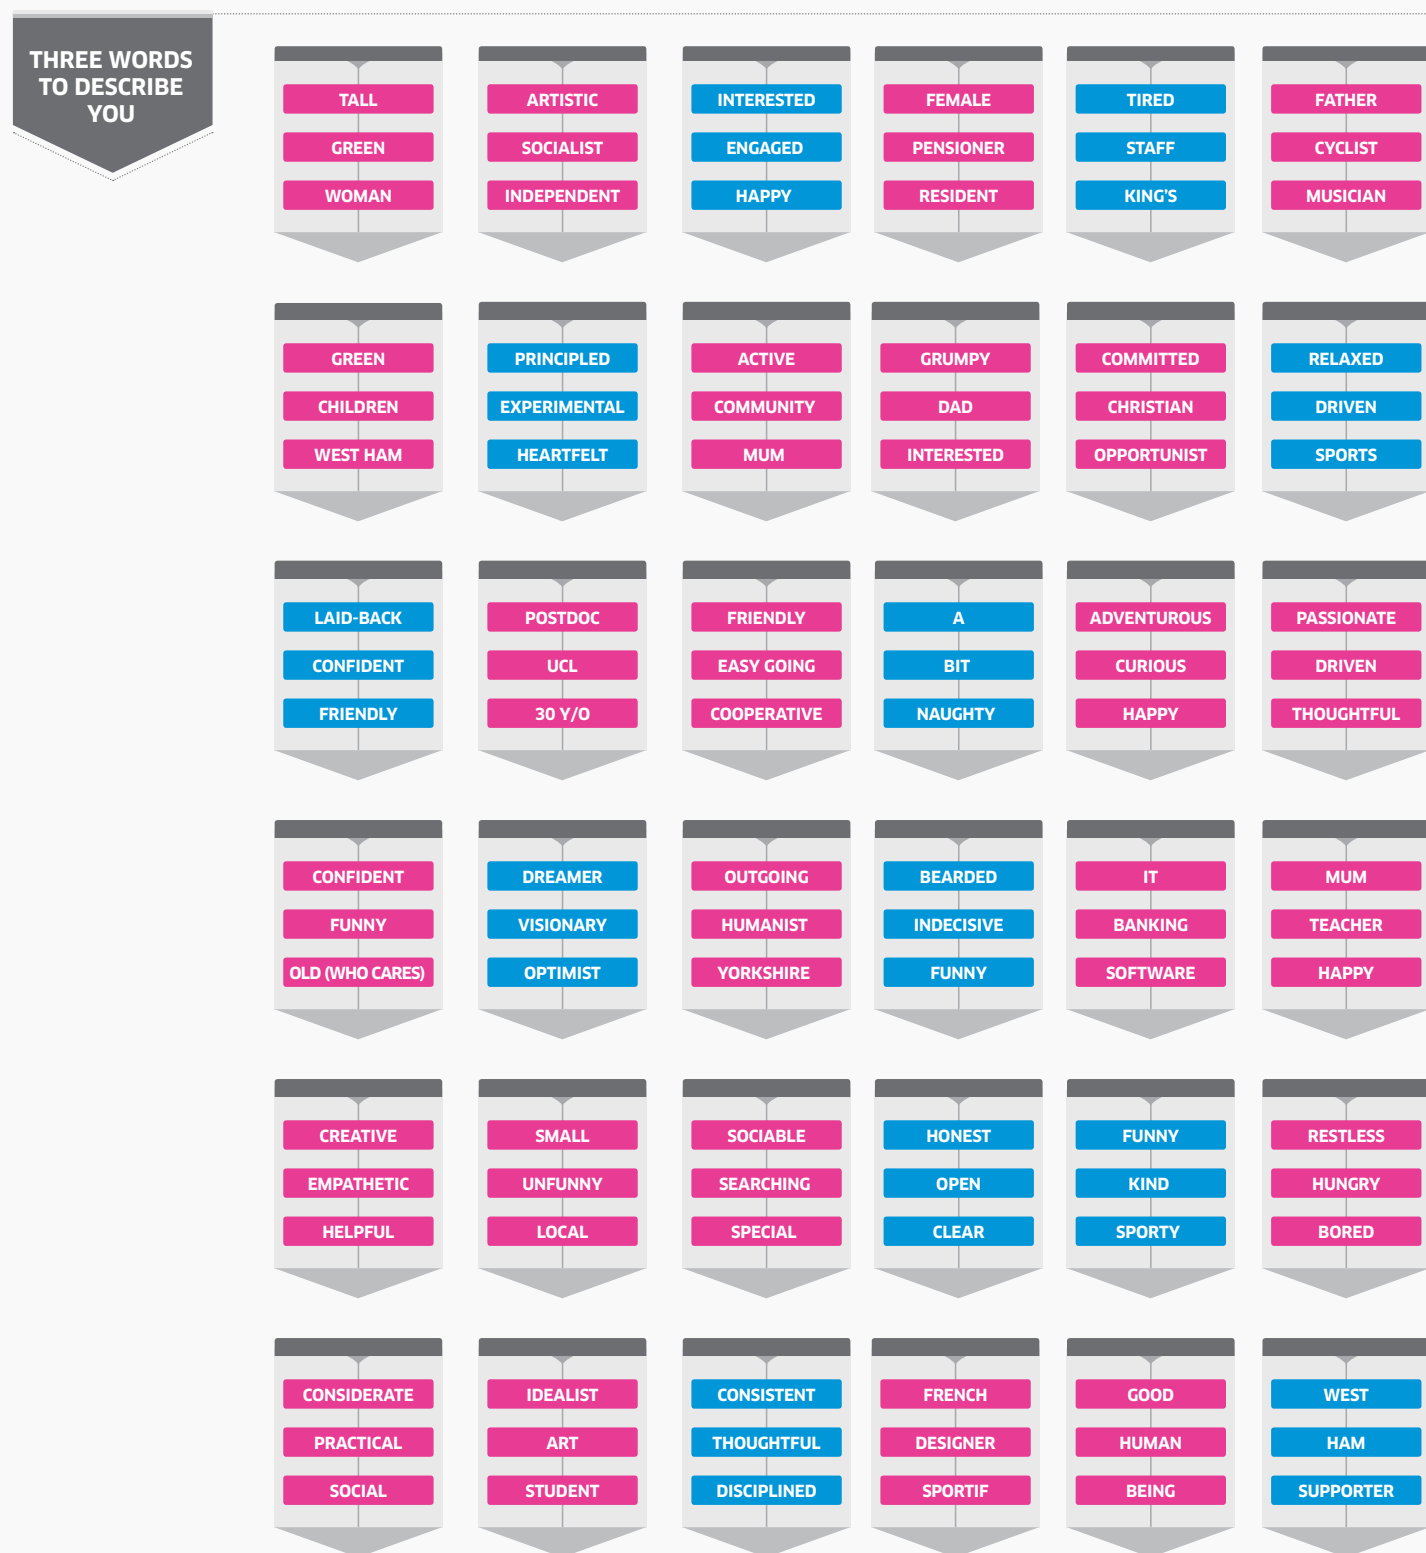 THREE WORDS
TO DESCRIBE
YOU
TALL
GREEN
WOMAN
ARTISTIC
SOCIALIST
INDEPENDENT
INTERESTED
ENGAGED
HAPPY
FEMALE
PENSIONER
RESIDENT
TIRED
STAFF
KING'S
FATHER
CYCLIST
MUSICIAN
GREEN
CHILDREN
WEST HAM
PRINCIPLED
EXPERIMENTAL
HEARTFELT
ACTIVE
COMMUNITY
MUM
GRUMPY
DAD
INTERESTED
COMMITTED
CHRISTIAN
OPPORTUNIST
RELAXED
DRIVEN
SPORTS
LAID-BACK
CONFIDENT
FRIENDLY
POSTDOC
UCL
30 Y/O
FRIENDLY
EASY GOING
COOPERATIVE
A
BIT
NAUGHTY
ADVENTUROUS
CURIOUS
HAPPY
PASSIONATE
DRIVEN
THOUGHTFUL
CONFIDENT
FUNNY
OLD (WHO CARES)
DREAMER
VISIONARY
OPTIMIST
OUTGOING
HUMANIST
YORKSHIRE
BEARDED
INDECISIVE
FUNNY
IT
BANKING
SOFTWARE
MUM
TEACHER
HAPPY
CREATIVE
EMPATHETIC
HELPFUL
SMALL
UNFUNNY
LOCAL
SOCIABLE
SEARCHING
SPECIAL
HONEST
OPEN
CLEAR
FUNNY
KIND
SPORTY
RESTLESS
HUNGRY
BORED
CONSIDERATE
PRACTICAL
SOCIAL
IDEALIST
ART
STUDENT
CONSISTENT
THOUGHTFUL
DISCIPLINED
FRENCH
DESIGNER
SPORTIF
GOOD
HUMAN
BEING
WEST
HAM
SUPPORTER